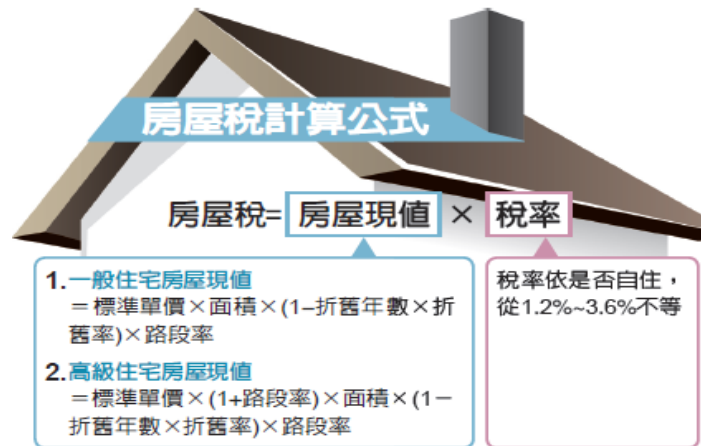 房屋稅計算公式
房屋稅= 房屋現值 × 稅率
1.一般住宅房屋現值
＝標準單價×面積×(1−折舊年數×折
舊率)×路段率
2.高級住宅房屋現值
＝標準單價×(1+路段率)×面積×(1−
折舊年數×折舊率)×路段率
稅率依是否自住，
從1.2%~3.6%不等